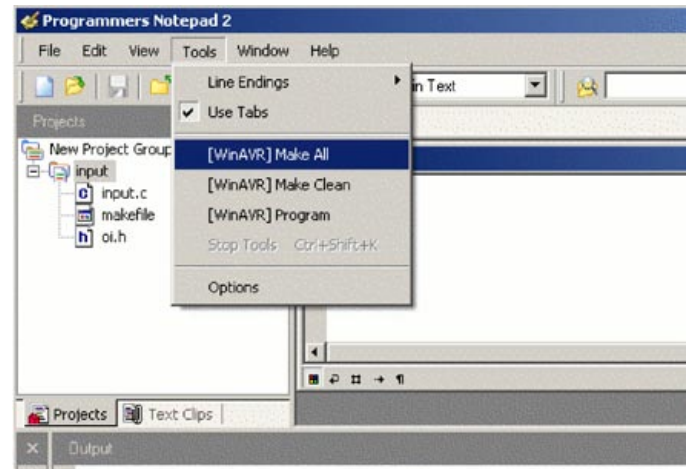 Programmers Notepad 2
File Edit View Tools Window Help
Line Endings
in Text
Use Tabs
Projects
New Project Group
[WinAVR] Make All
input
[WinAVR] Make Clean
input.c
makefile
[WinAVR] Program
oi.h
Stop Tools Ctrl+Shift+K
Options
Projects Text Clips
Output